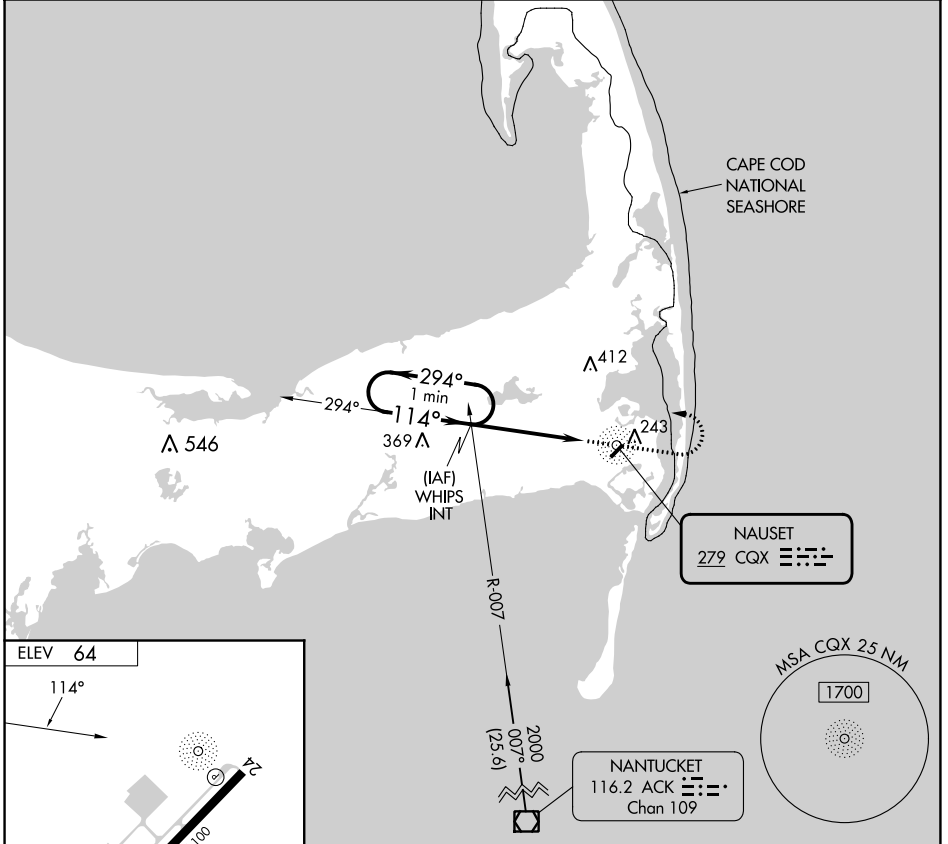 CAPE COD
NATIONAL
SEASHORE
412
294°
1 min
294°
114°
243
546
369
(IAF)
WHIPS
INT
NAUSET
279 CQX
R-007
ELEV 64
114°
MSA CQX 25 NM
1700
2000
007°
(25.6)
NANTUCKET
116.2 ACK
Chan 109
P
24
100